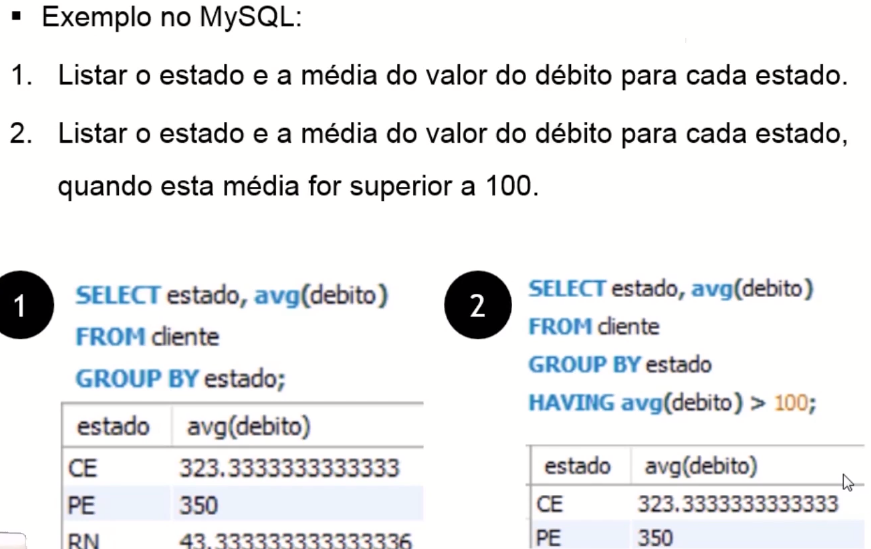 ▪ Exemplo no MySQL:
1. Listar o estado e a média do valor do débito para cada estado.
2. Listar o estado e a média do valor do débito para cada estado,
quando esta média for superior a 100.
1
SELECT estado, avg(debito)
FROM cliente
GROUP BY estado;
estado avg(debito)
CE 323.3333333333333
PE 350
RN 43.333333333333336
2
SELECT estado, avg(debito)
FROM cliente
GROUP BY estado
HAVING avg(debito) > 100;
estado avg(debito)
CE 323.3333333333333
PE 350